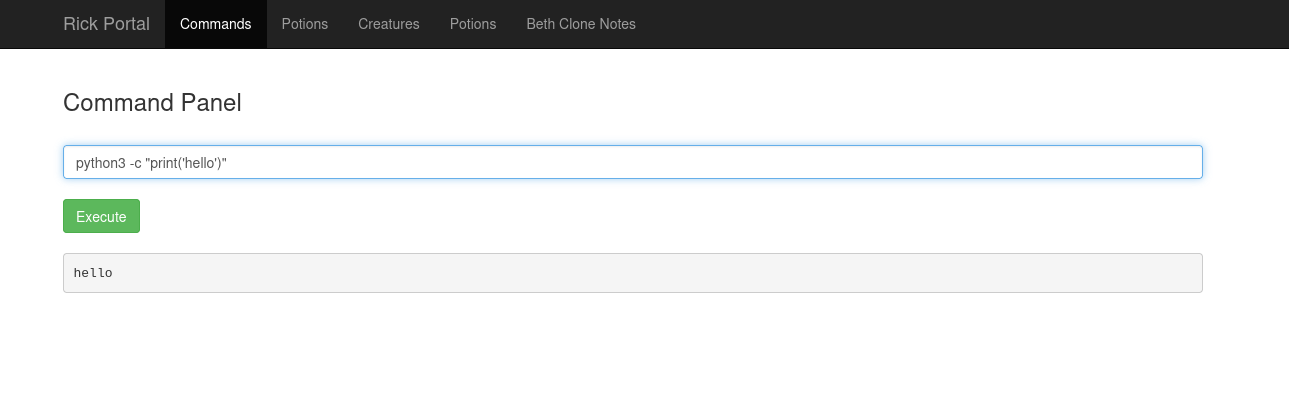 Rick Portal Commands Potions Creatures Potions Beth Clone Notes
Command Panel
python3 -c "print('hello')"
Execute
hello